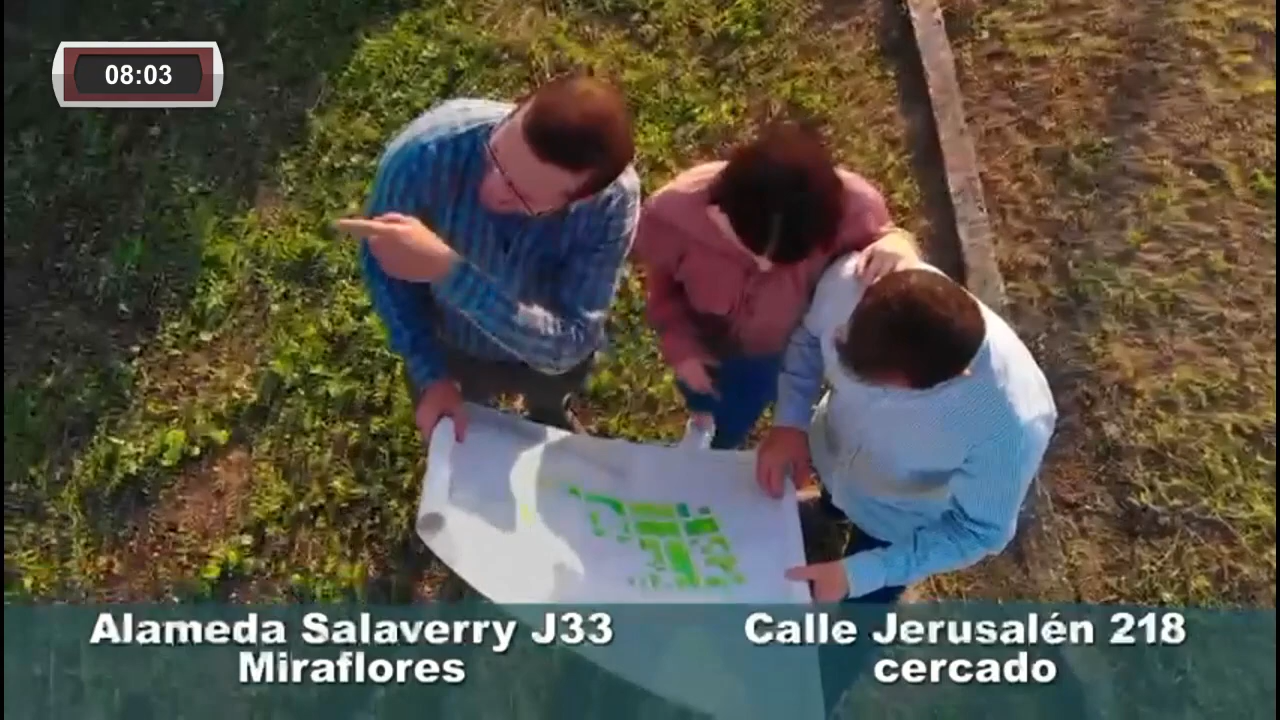 08:03
Alameda Salaverry J33
Miraflores
Calle Jerusalén 218
cercado